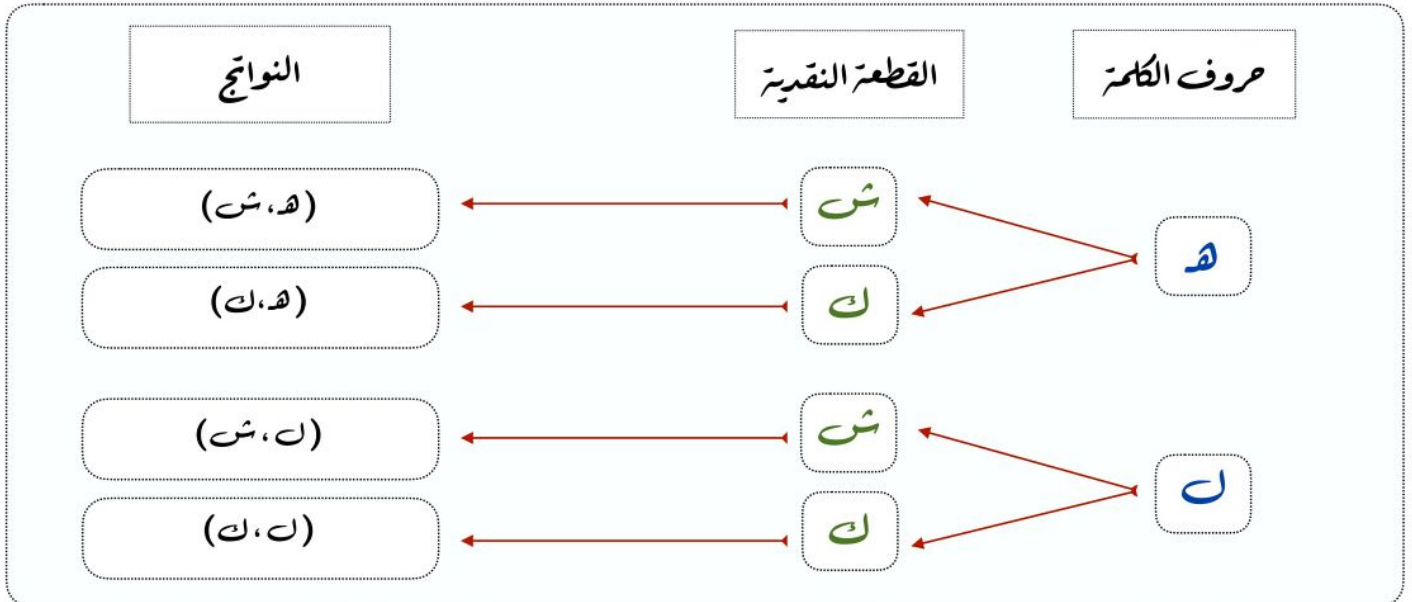 حروف الكلمة القطعة النقدية النواتج
ش (هـ،ش)
هـ
ك (هـ،ك)
ش (ل،ش)
ل
ك (ل،ك)